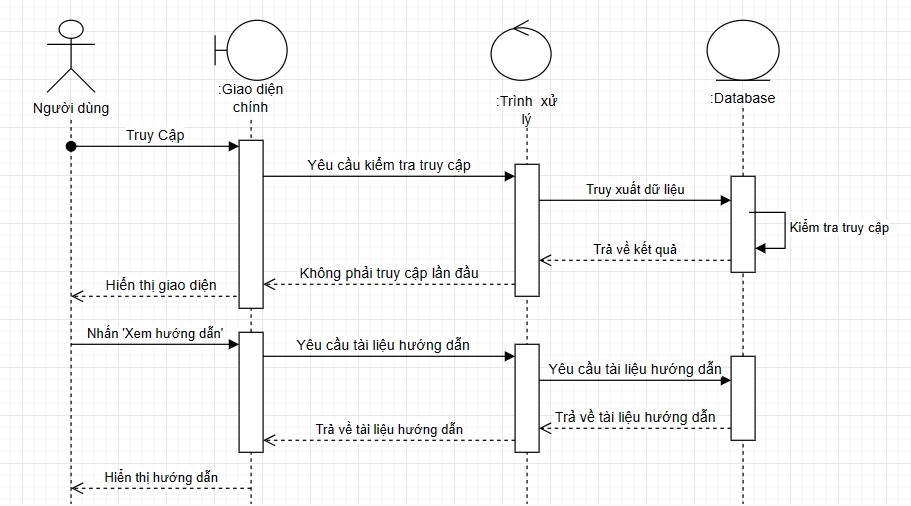 Người dùng
:Giao diện
chính
:Trình xử
lý
:Database
Truy Cập
Yêu cầu kiểm tra truy cập
Truy xuất dữ liệu
Kiểm tra truy cập
Trả về kết quả
Không phải truy cập lần đầu
Hiển thị giao diện
Nhấn 'Xem hướng dẫn'
Yêu cầu tài liệu hướng dẫn
Yêu cầu tài liệu hướng dẫn
Trả về tài liệu hướng dẫn
Trả về tài liệu hướng dẫn
Hiển thị hướng dẫn